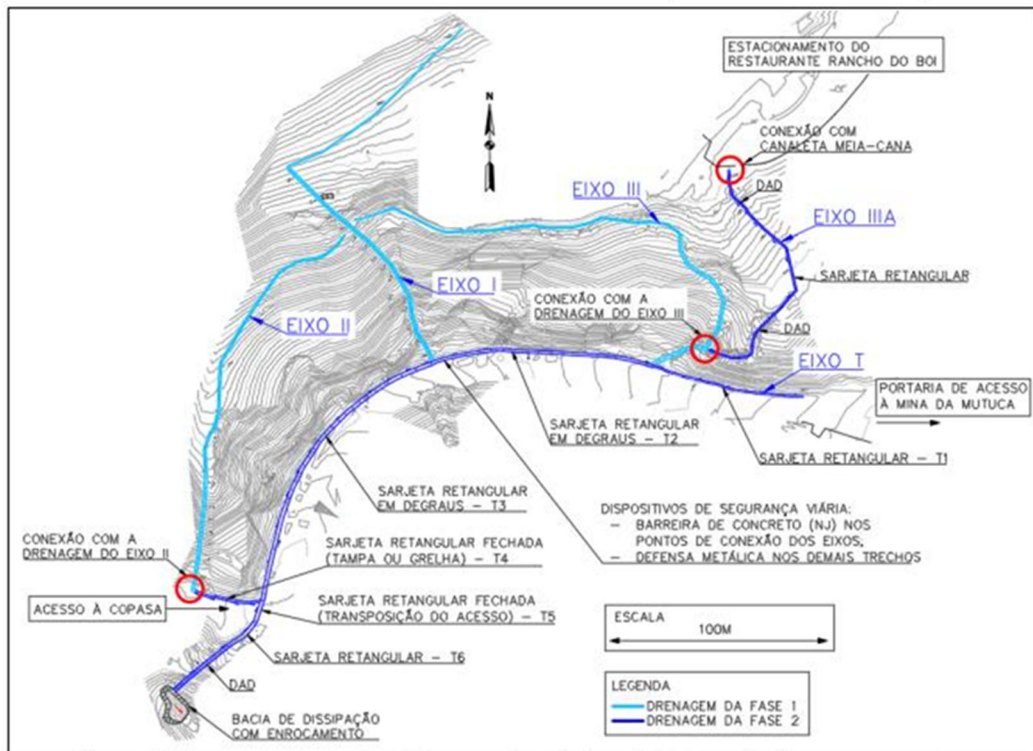 ESTACIONAMENTO DO
RESTAURANTE RANCHO DO BOI
N
CONEXÃO COM
CANALETA MEIA-CANA
EIXO III
DAD
EIXO IIIA
EIXO I
SARJETA RETANGULAR
CONEXÃO COM A
DRENAGEM DO EIXO III
EIXO II
DAD
EIXO T
PORTARIA DE ACESSO
À MINA DA MUTUCA
SARJETA RETANGULAR
EM DEGRAUS - T2
SARJETA RETANGULAR - T1
SARJETA RETANGULAR
EM DEGRAUS - T3
DISPOSITIVOS DE SEGURANÇA VIÁRIA:
- BARREIRA DE CONCRETO (NJ) NOS
PONTOS DE CONEXÃO DOS EIXOS,
- DEFENSA METÁLICA NOS DEMAIS TRECHOS
CONEXÃO COM A
DRENAGEM DO EIXO II
SARJETA RETANGULAR FECHADA
(TAMPA OU GRELHA) - T4
ACESSO À COPASA
SARJETA RETANGULAR FECHADA
(TRANSPOSIÇÃO DO ACESSO) - T5
ESCALA
100M
SARJETA RETANGULAR - T6
DAD
LEGENDA
DRENAGEM DA FASE 1
DRENAGEM DA FASE 2
BACIA DE DISSIPAÇÃO
COM ENROCAMENTO